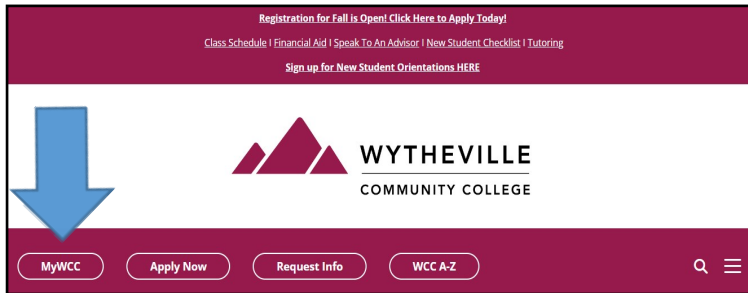 Registration for Fall is Open! Click Here to Apply Today!
Class Schedule I Financial Aid I Speak To An Advisor I New Student Checklist I Tutoring
Sign up for New Student Orientations HERE
WYTHEVILLE
COMMUNITY COLLEGE
MyWCC Apply Now Request Info WCC A-Z